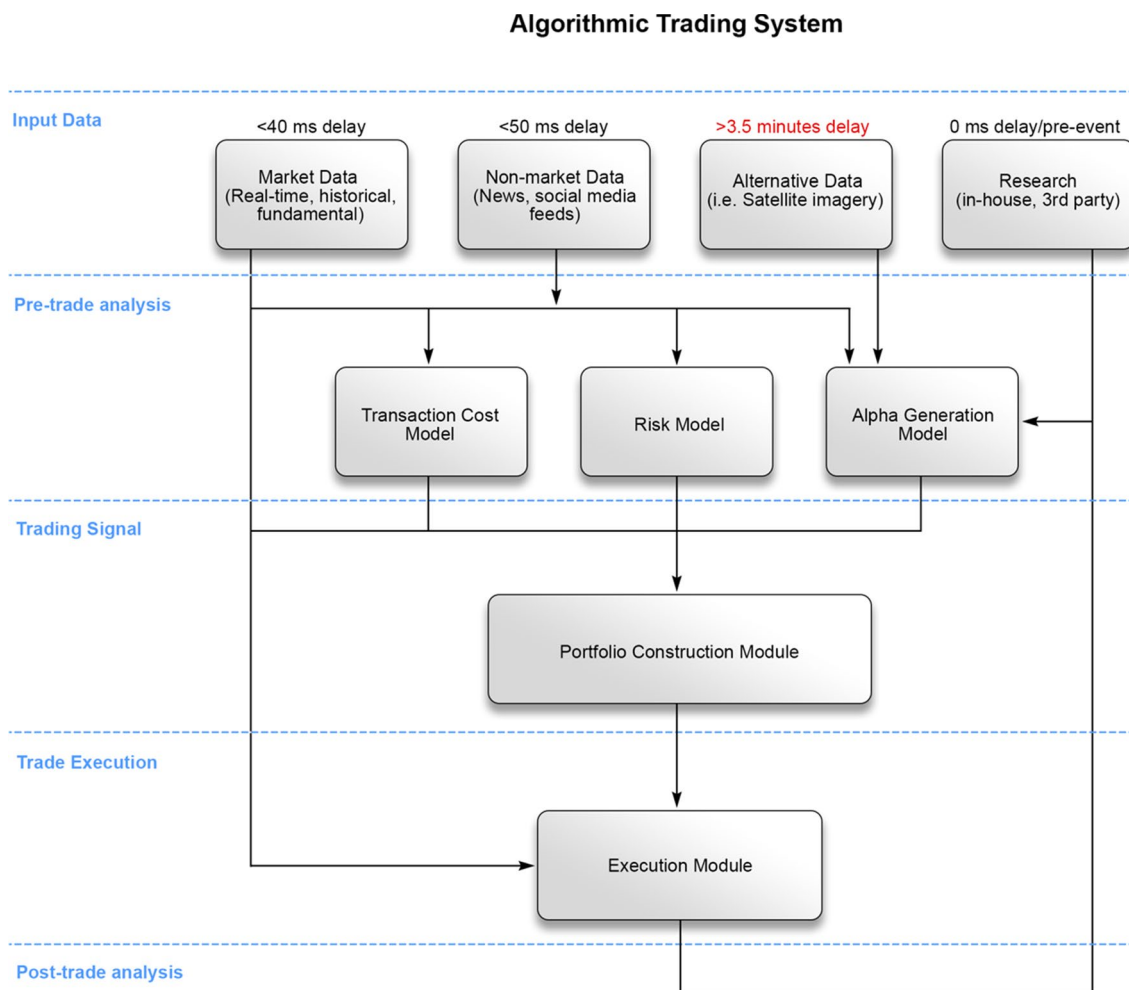 Algorithmic Trading System
Input Data
<40 ms delay
<50 ms delay
>3.5 minutes delay
0 ms delay/pre-event
Market Data
(Real-time, historical,
fundamental)
Non-market Data
(News, social media
feeds)
Alternative Data
(i.e. Satellite imagery)
Research
(in-house, 3rd party)
Pre-trade analysis
Transaction Cost
Model
Risk Model
Alpha Generation
Model
Trading Signal
Portfolio Construction Module
Trade Execution
Execution Module
Post-trade analysis